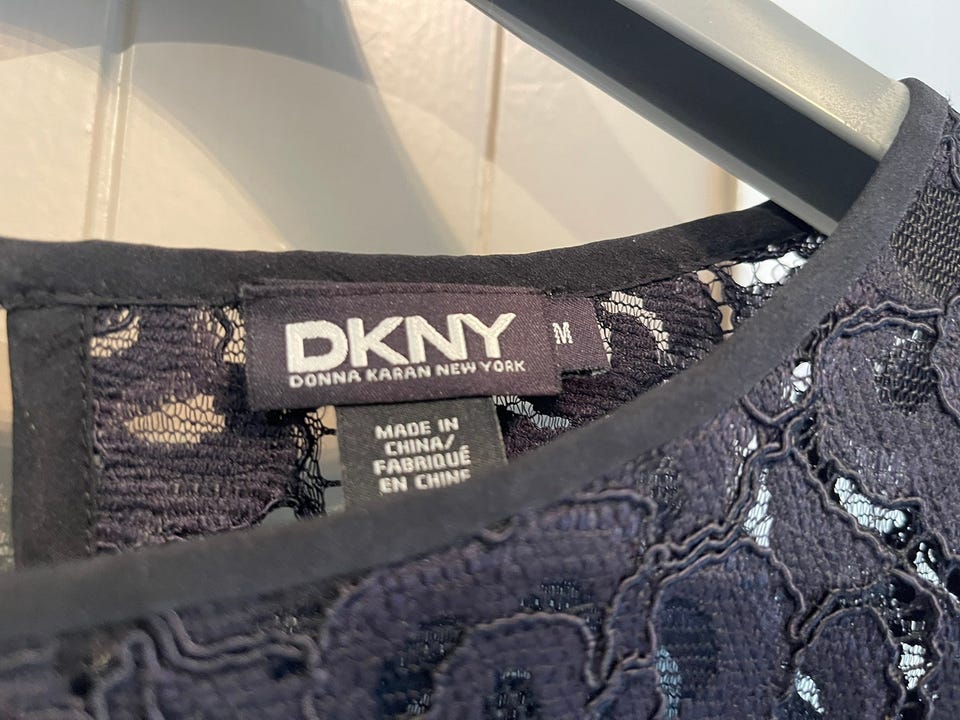 DKNY
DONNA KARAN NEW YORK
M
MADE IN
CHINA/
FABRIQUÉ
EN CHINE